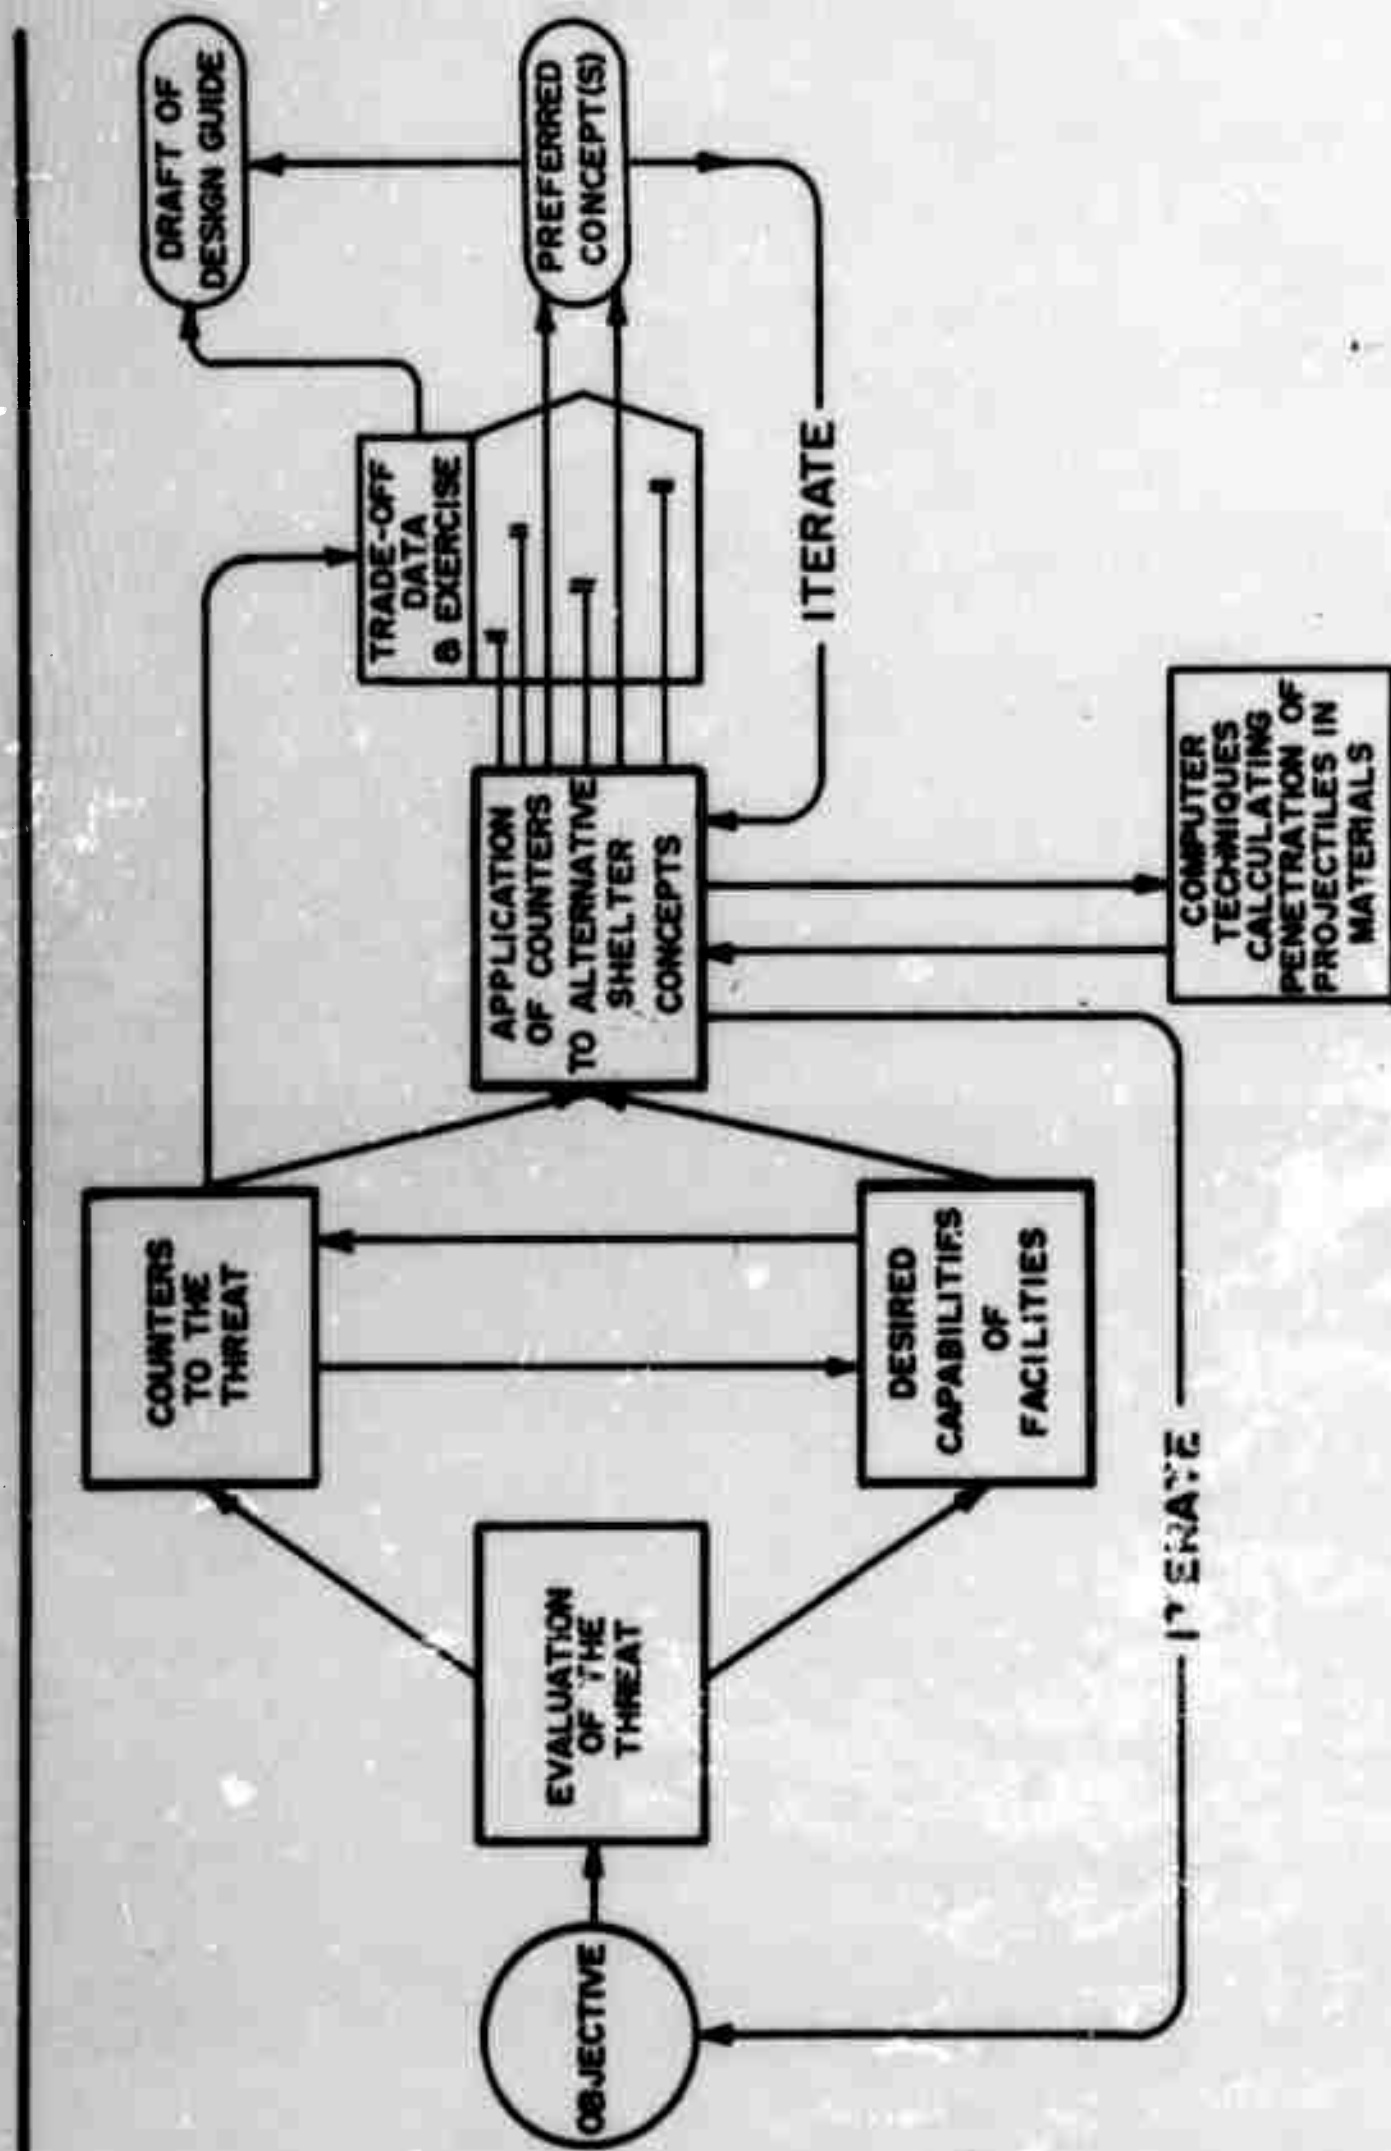 OBJECTIVE
EVALUATION
OF THE
THREAT
COUNTERS
TO THE
THREAT
DESIRED
CAPABILITIES
OF
FACILITIES
APPLICATION
OF COUNTERS
TO ALTERNATIVE
SHELTER
CONCEPTS
TRADE-OFF
DATA
& EXERCISE
DRAFT OF
DESIGN GUIDE
PREFERRED
CONCEPT(S)
ITERATE
COMPUTER
TECHNIQUES
CALCULATING
PENETRATION OF
PROJECTILES IN
MATERIALS
ITERATE